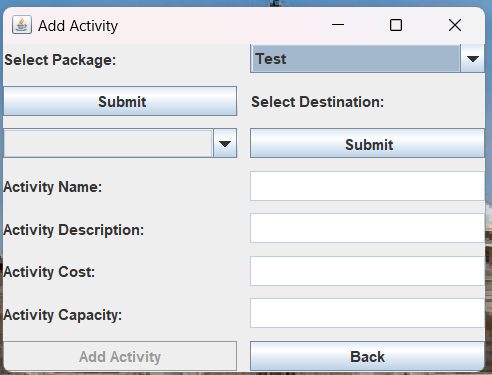 Add Activity
Select Package: Test
Submit Select Destination:
Submit
Activity Name:
Activity Description:
Activity Cost:
Activity Capacity:
Add Activity Back